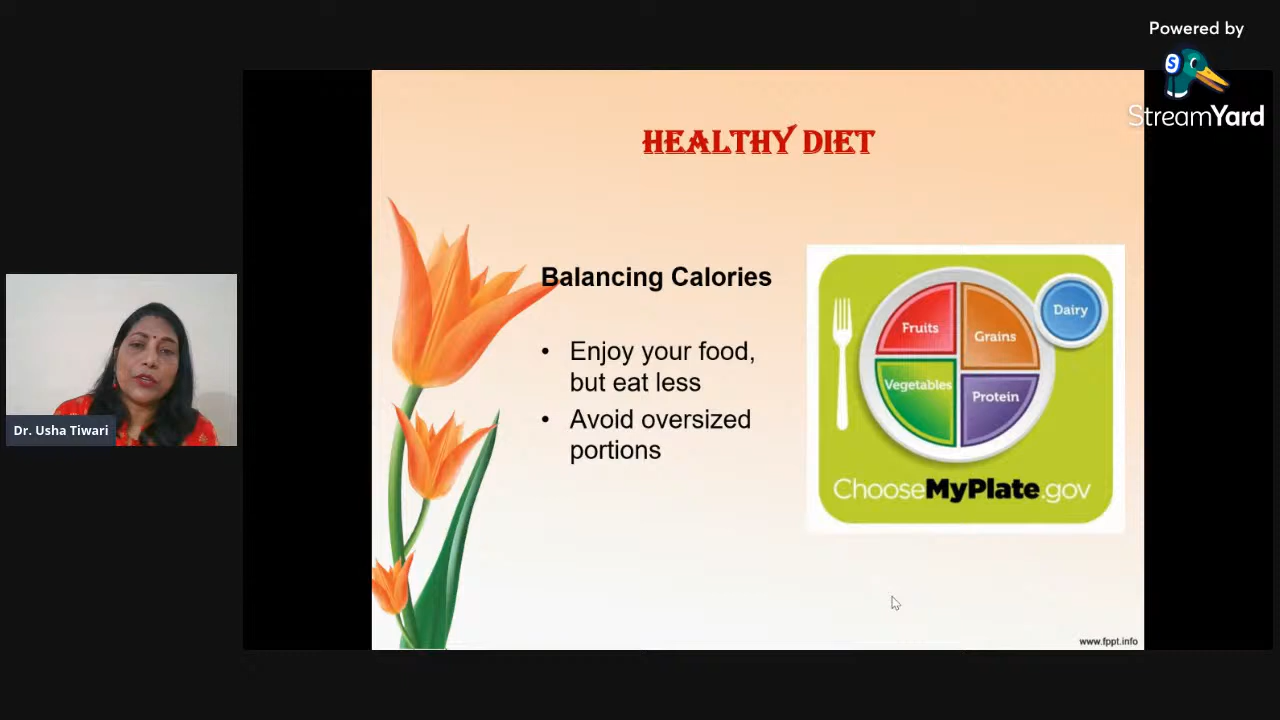 Powered by
S
StreamYard
HEALTHY DIET
Balancing Calories
• Enjoy your food,
but eat less
• Avoid oversized
portions
Fruits
Grains
Dairy
Vegetables
Protein
ChooseMyPlate.gov
Dr. Usha Tiwari
www.fppt.info